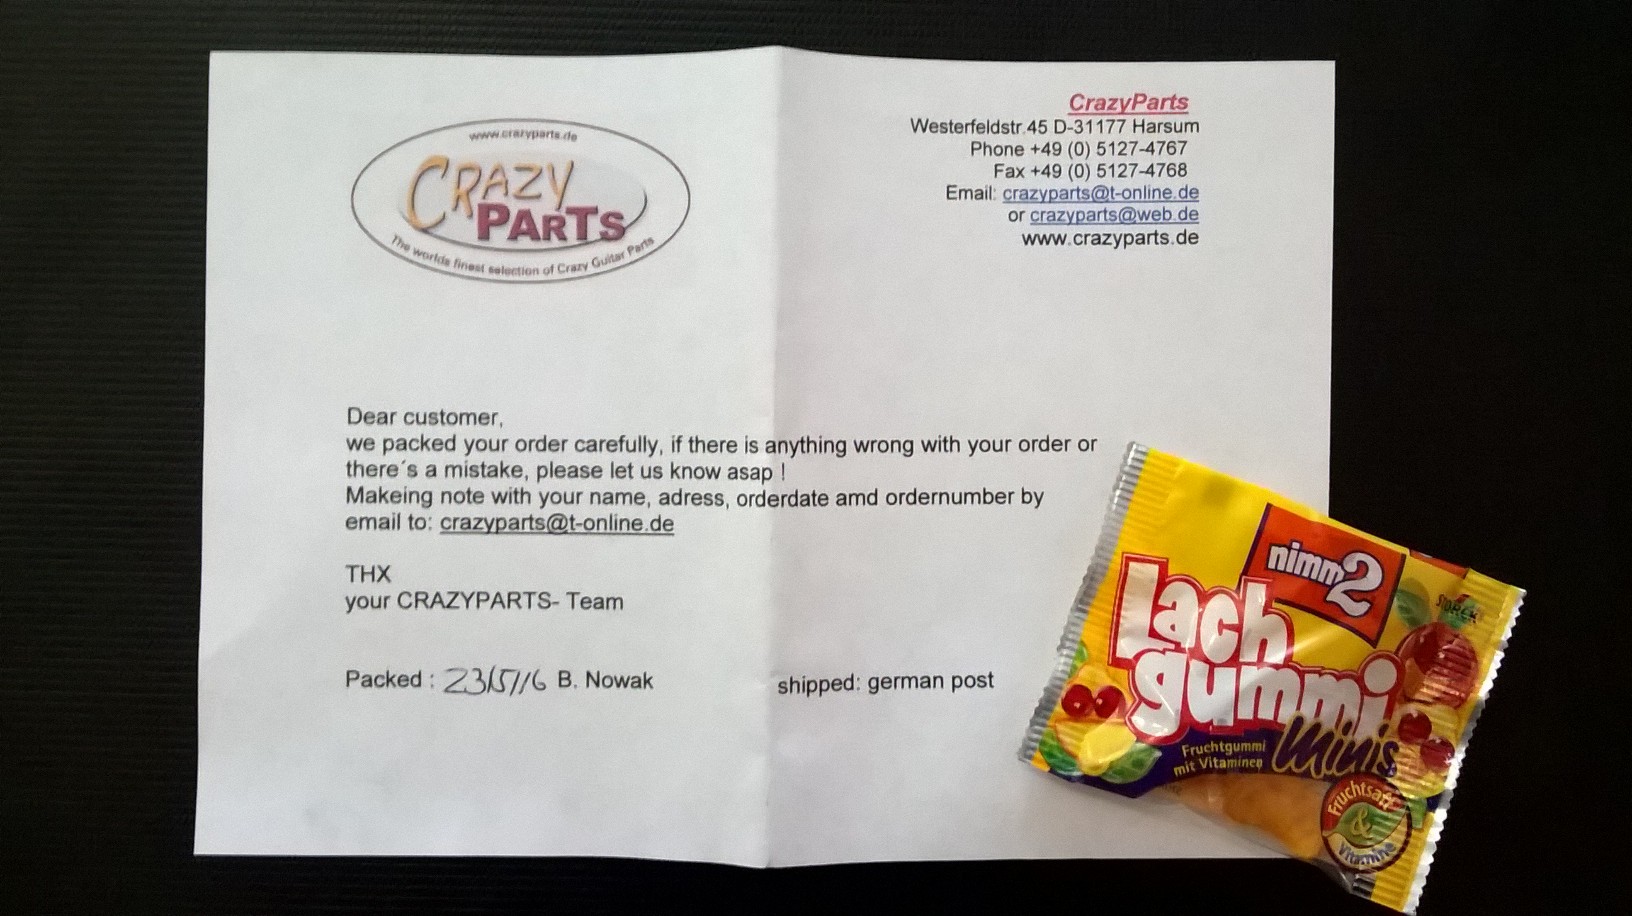 www.crazyparts.de
CRAZY
PARTS
The worlds finest selection of Crazy Guitar Parts
CrazyParts
Westerfeldstr.45 D-31177 Harsum
Phone +49 (0) 5127-4767
Fax +49 (0) 5127-4768
Email: crazyparts@t-online.de
or crazyparts@web.de
www.crazyparts.de
Dear customer,
we packed your order carefully, if there is anything wrong with your order or
there´s a mistake, please let us know asap !
Makeing note with your name, adress, orderdate amd ordernumber by
email to: crazyparts@t-online.de
THX
your CRAZYPARTS- Team
Packed : 23/5/16 B. Nowak
shipped: german post
nimm2
STORCK
lach
gummi
minis
Fruchtgummi
mit Vitaminen
Fruchtsaft
&
Vitamine